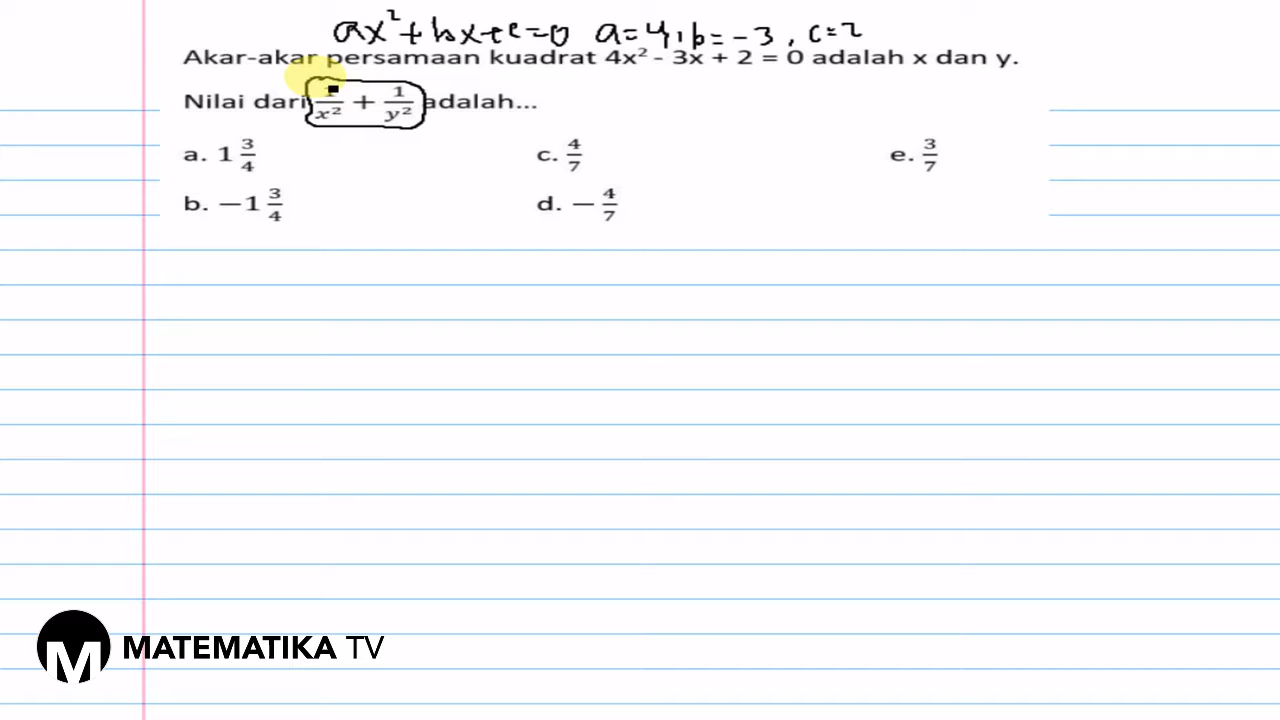 ax² + bx + c = 0 a = 4, b = -3, c = 2
Akar-akar persamaan kuadrat 4x² - 3x + 2 = 0 adalah x dan y.
Nilai dari 1/x² + 1/y² adalah...
a. 1 3/4 c. 4/7 e. 3/7
b. −1 3/4 d. − 4/7
M MATEMATIKA TV